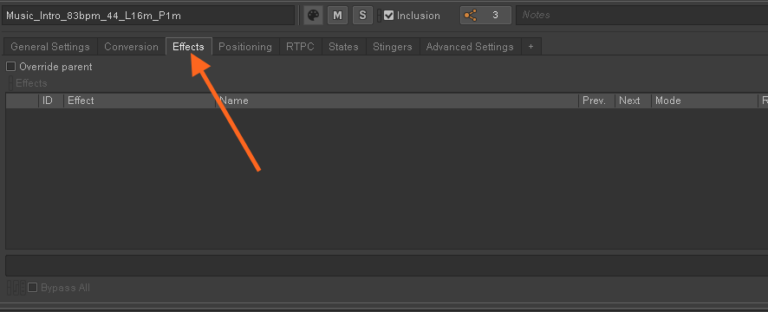 Music_Intro_83bpm_44_L16m_P1m M S Inclusion 3 Notes
General Settings Conversion Effects Positioning RTPC States Stingers Advanced Settings +
Override parent
Effects
ID Effect Name Prev. Next Mode R
Bypass All